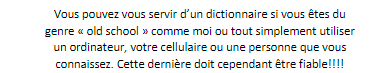 Vous pouvez vous servir d’un dictionnaire si vous êtes du
genre « old school » comme moi ou tout simplement utiliser
un ordinateur, votre cellulaire ou une personne que vous
connaissez. Cette dernière doit cependant être fiable!!!!